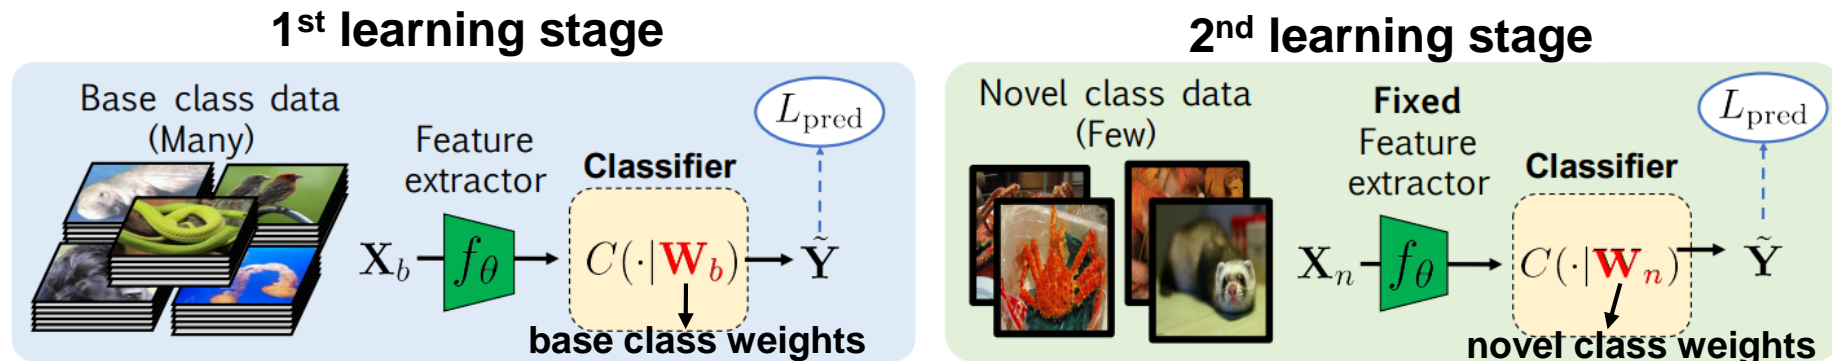 1st learning stage
Base class data
(Many)
Feature
extractor
Classifier
L_pred
X_b
f_θ
C(·|W_b)
Ỹ
base class weights
2nd learning stage
Novel class data
(Few)
Fixed
Feature
extractor
Classifier
L_pred
X_n
f_θ
C(·|W_n)
Ỹ
novel class weights